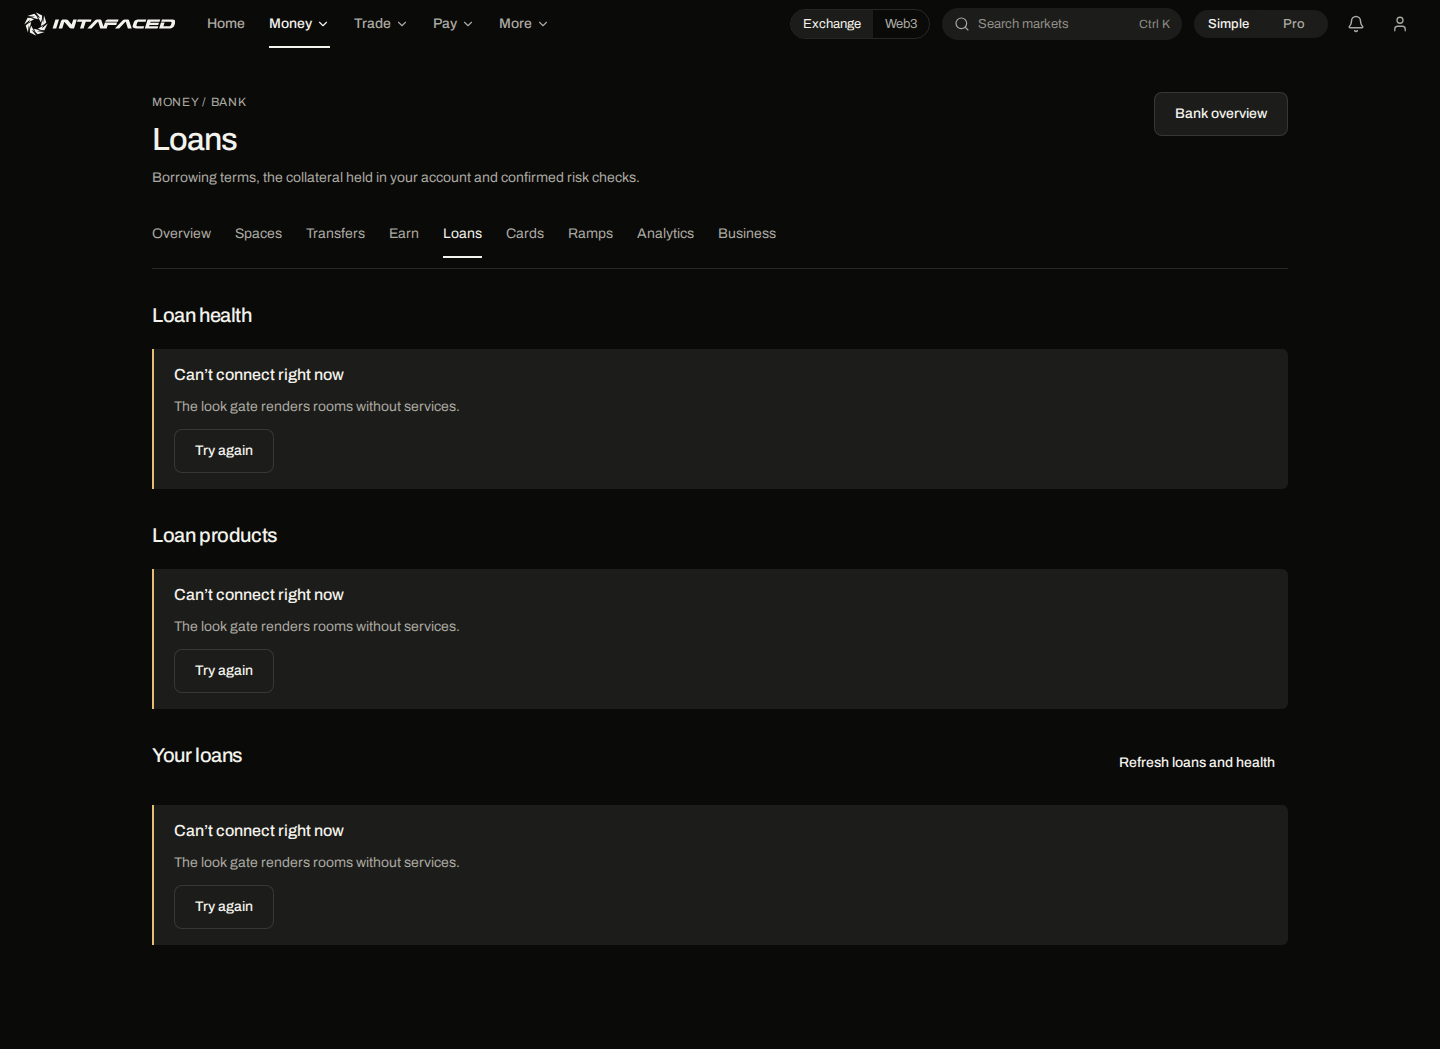 INTAFACED
Home
Money
Trade
Pay
More
Exchange
Web3
Search markets
Ctrl K
Simple
Pro
MONEY / BANK
Loans
Borrowing terms, the collateral held in your account and confirmed risk checks.
Bank overview
Overview
Spaces
Transfers
Earn
Loans
Cards
Ramps
Analytics
Business
Loan health
Can’t connect right now
The look gate renders rooms without services.
Try again
Loan products
Can’t connect right now
The look gate renders rooms without services.
Try again
Your loans
Refresh loans and health
Can’t connect right now
The look gate renders rooms without services.
Try again